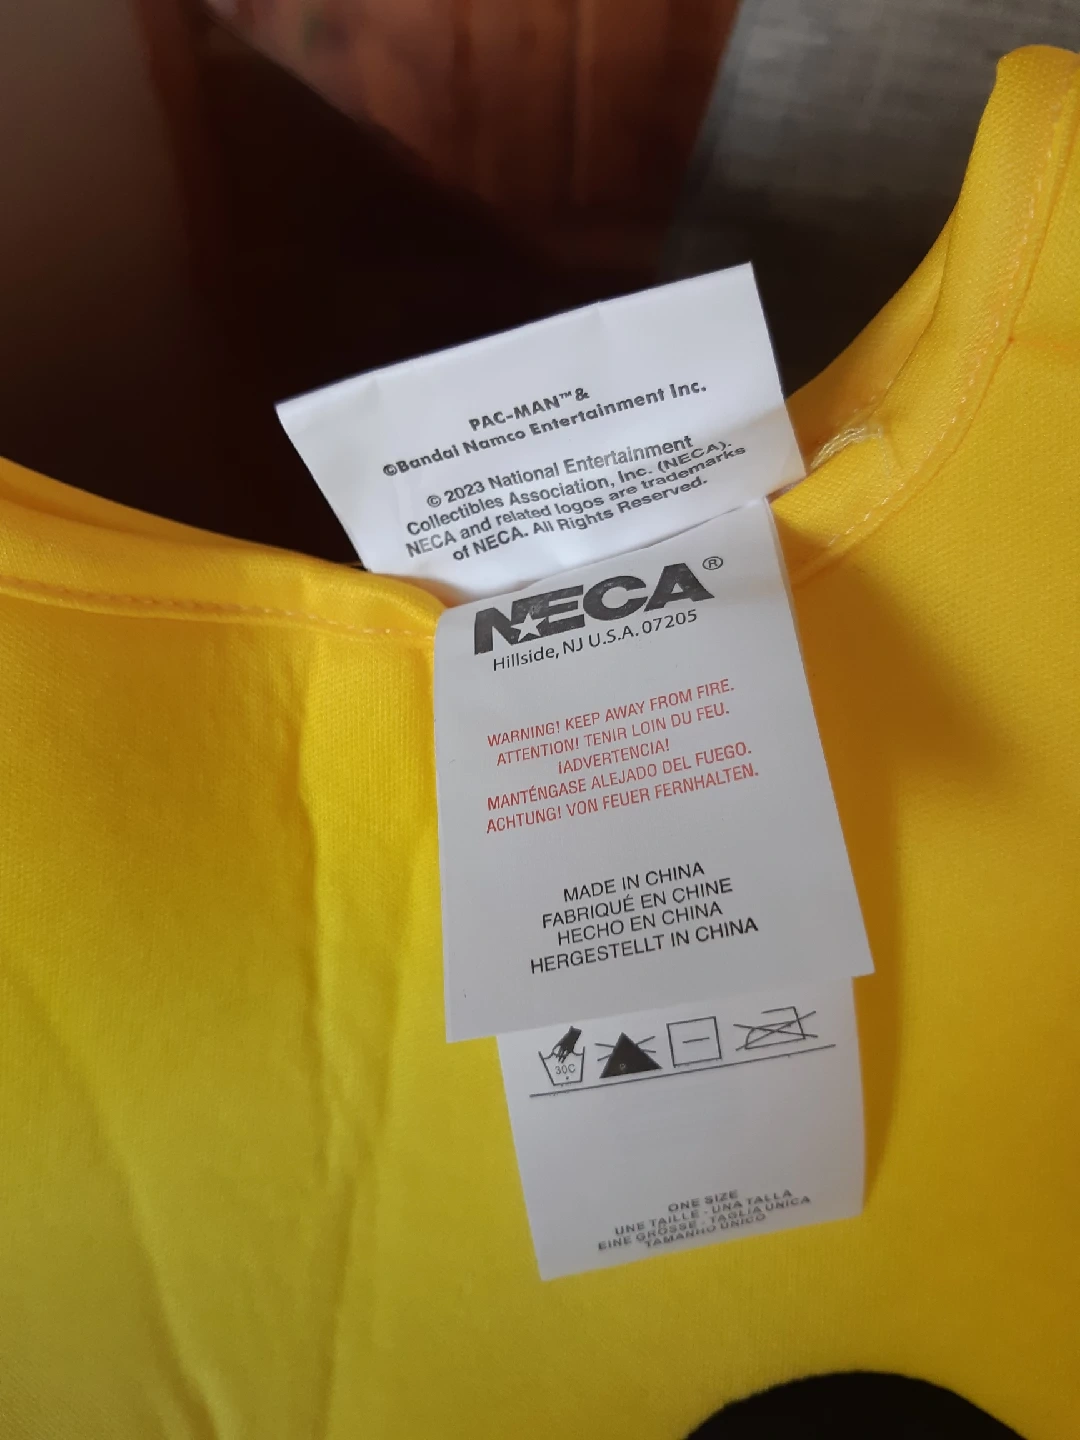 PAC-MAN™ &
©Bandai Namco Entertainment Inc.
© 2023 National Entertainment
Collectibles Association, Inc. (NECA).
NECA and related logos are trademarks
of NECA. All Rights Reserved.
NECA®
Hillside, NJ U.S.A. 07205
WARNING! KEEP AWAY FROM FIRE.
ATTENTION! TENIR LOIN DU FEU.
¡ADVERTENCIA!
MANTÉNGASE ALEJADO DEL FUEGO.
ACHTUNG! VON FEUER FERNHALTEN.
MADE IN CHINA
FABRIQUÉ EN CHINE
HECHO EN CHINA
HERGESTELLT IN CHINA
30C
ONE SIZE
UNE TAILLE - UNA TALLA
EINE GRÖSSE - TAGLIA UNICA
TAMANHO ÚNICO